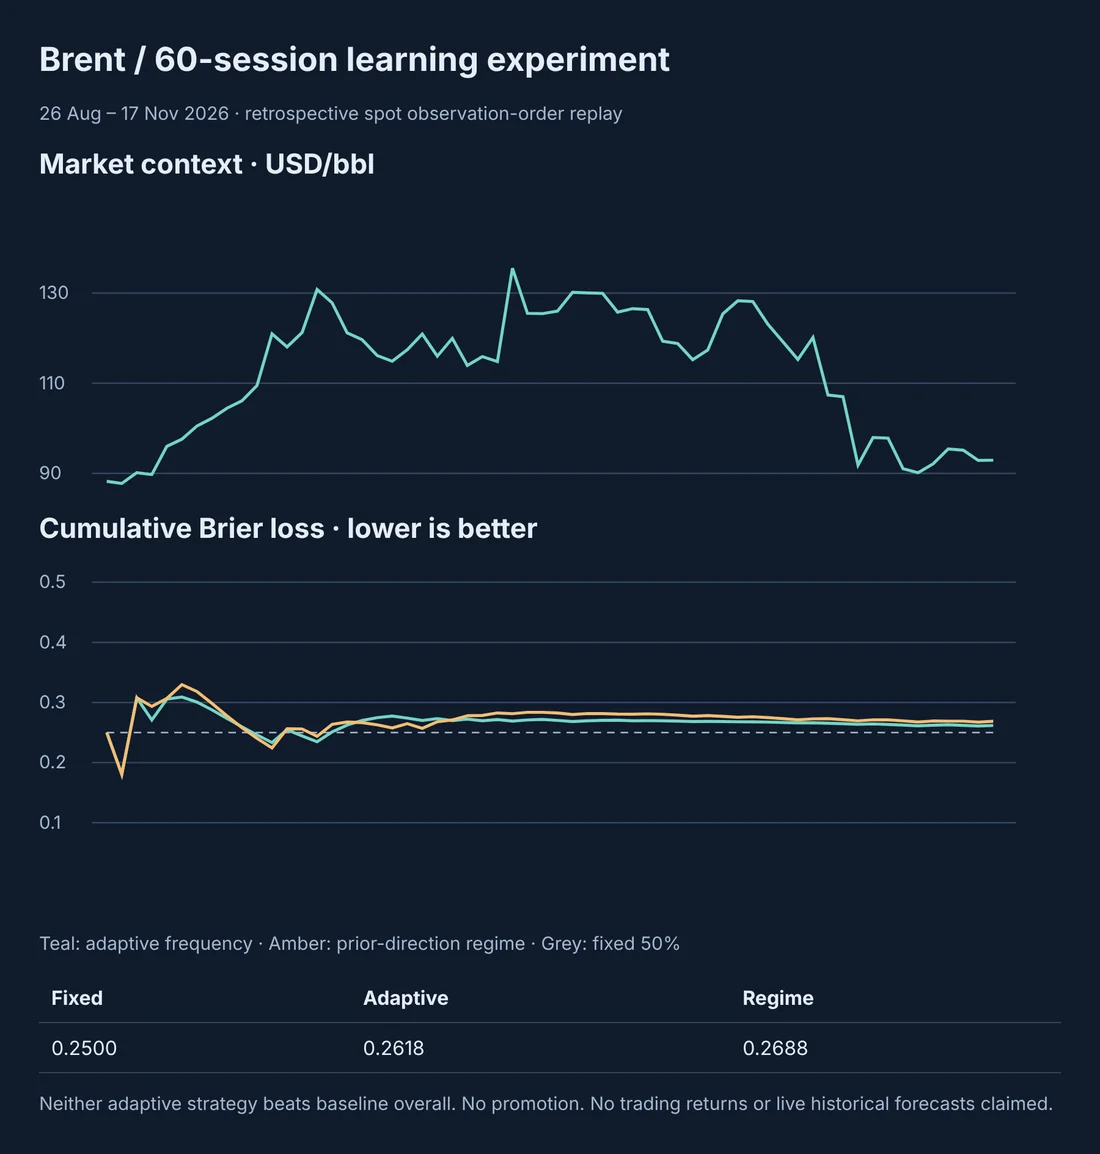 Brent / 60-session learning experiment
26 Aug – 17 Nov 2026 · retrospective spot observation-order replay
Market context · USD/bbl
130
110
90
Cumulative Brier loss · lower is better
0.5
0.4
0.3
0.2
0.1
Teal: adaptive frequency · Amber: prior-direction regime · Grey: fixed 50%
Fixed Adaptive Regime
0.2500 0.2618 0.2688
Neither adaptive strategy beats baseline overall. No promotion. No trading returns or live historical forecasts claimed.